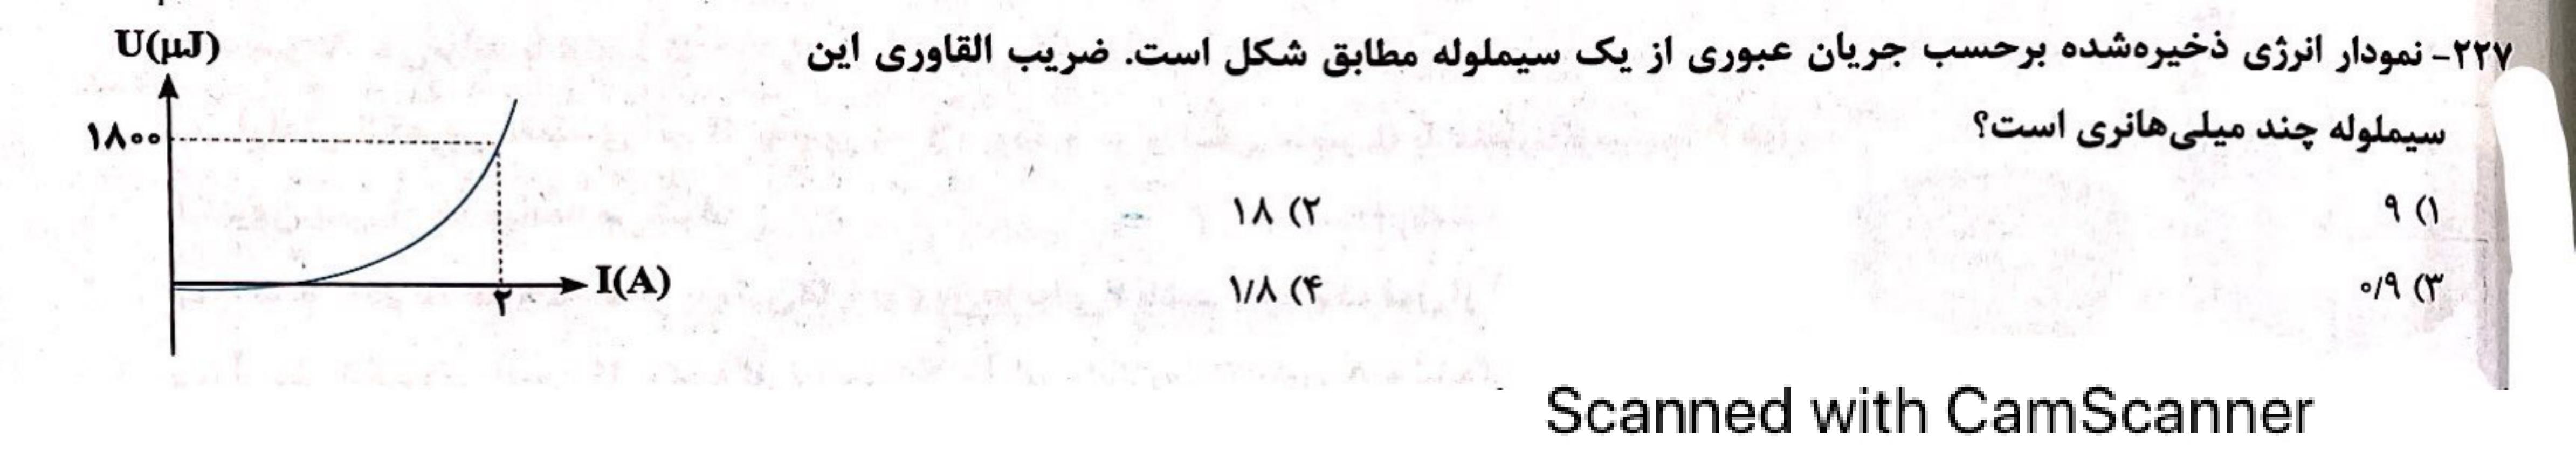 ۲۲۷- نمودار انرژی ذخیره‌شده برحسب جریان عبوری از یک سیملوله مطابق شکل است. ضریب القاوری این
سیملوله چند میلی‌هانری است؟
۱) ۹
۲) ۱۸
۳) ۰/۹
۴) ۱/۸
U(μJ)
۱۸۰۰
I(A)
۲
Scanned with CamScanner